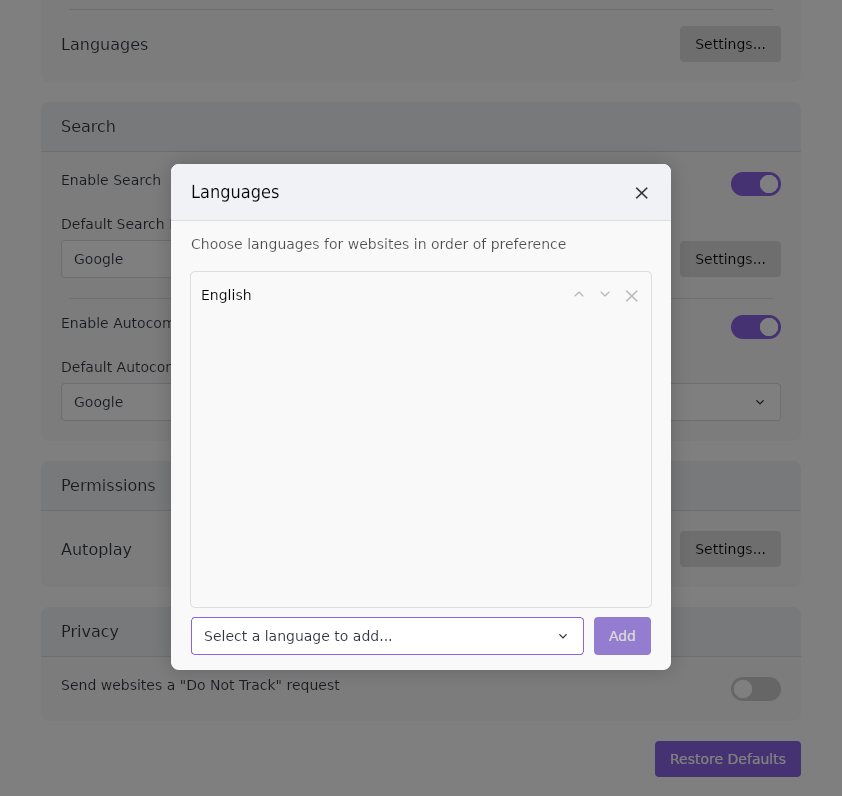 Languages
Settings...
Search
Enable Search
Default Search
Google
Settings...
Enable
Default
Google
Permissions
Autoplay
Settings...
Privacy
Send websites a "Do Not Track" request
Restore Defaults
Languages
Choose languages for websites in order of preference
English
Select a language to add...
Add